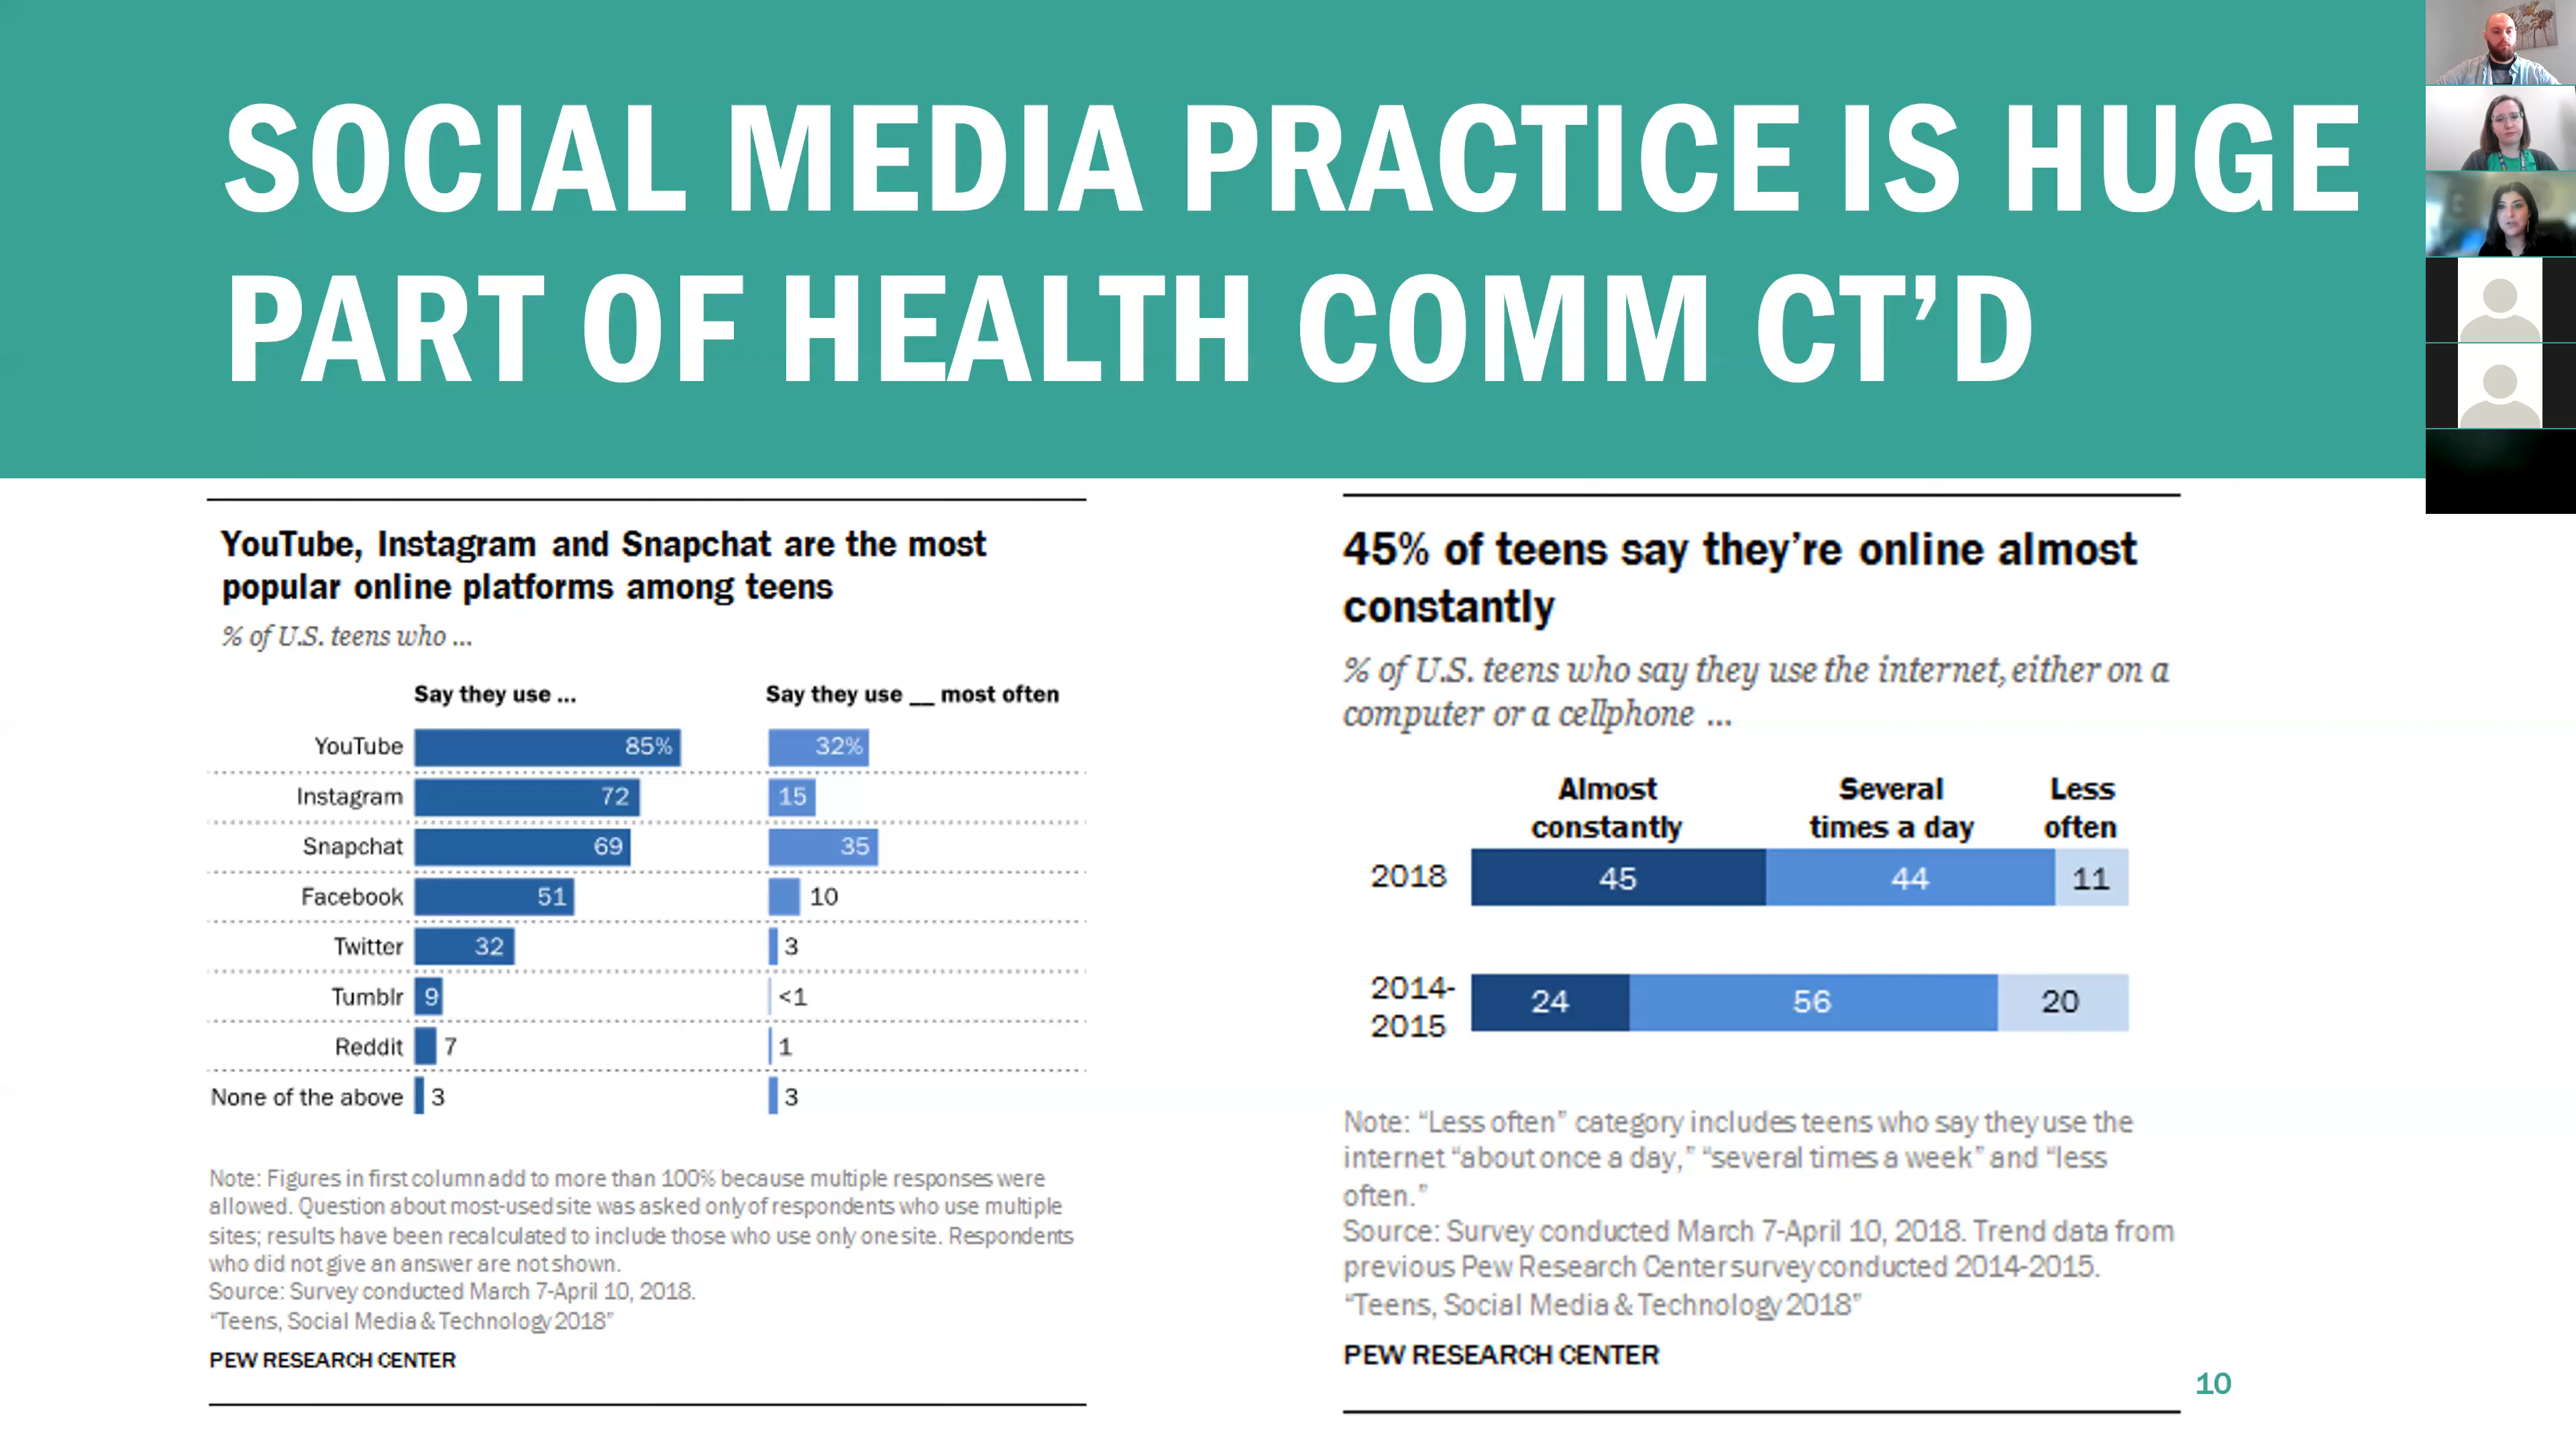 SOCIAL MEDIA PRACTICE IS HUGE
PART OF HEALTH COMM CT’D
YouTube, Instagram and Snapchat are the most
popular online platforms among teens
% of U.S. teens who ...
Say they use ...
Say they use __ most often
YouTube 85% 32%
Instagram 72 15
Snapchat 69 35
Facebook 51 10
Twitter 32 3
Tumblr 9 <1
Reddit 7 1
None of the above 3 3
Note: Figures in first column add to more than 100% because multiple responses were
allowed. Question about most-used site was asked only of respondents who use multiple
sites; results have been recalculated to include those who use only one site. Respondents
who did not give an answer are not shown.
Source: Survey conducted March 7-April 10, 2018.
“Teens, Social Media & Technology 2018”
PEW RESEARCH CENTER
45% of teens say they’re online almost
constantly
% of U.S. teens who say they use the internet, either on a
computer or a cellphone ...
Almost Several Less
constantly times a day often
2018 45 44 11
2014-
2015 24 56 20
Note: “Less often” category includes teens who say they use the
internet “about once a day,” “several times a week” and “less
often.”
Source: Survey conducted March 7-April 10, 2018. Trend data from
previous Pew Research Center survey conducted 2014-2015.
“Teens, Social Media & Technology 2018”
PEW RESEARCH CENTER
10